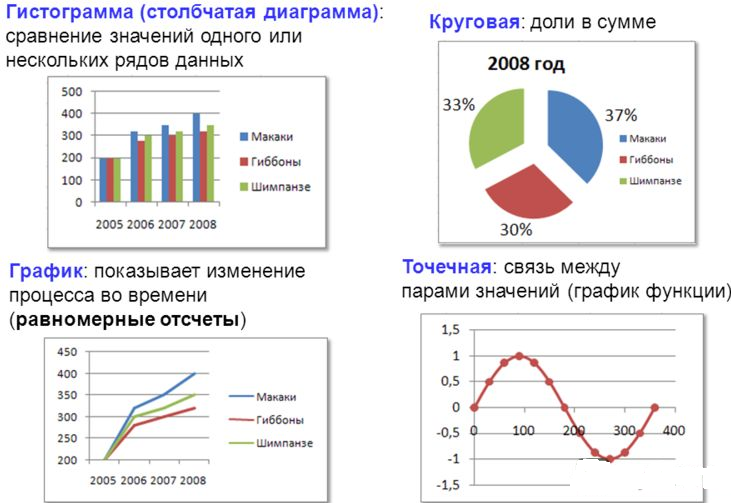 Гистограмма (столбчатая диаграмма):
сравнение значений одного или
нескольких рядов данных
500
400
300
200
100
0
2005 2006 2007 2008
Макаки
Гиббоны
Шимпанзе
Круговая: доли в сумме
2008 год
33%
37%
30%
Макаки
Гиббоны
Шимпанзе
График: показывает изменение
процесса во времени
(равномерные отсчеты)
450
400
350
300
250
200
2005 2006 2007 2008
Макаки
Гиббоны
Шимпанзе
Точечная: связь между
парами значений (график функции)
1,5
1
0,5
0
-0,5
-1
-1,5
0 100 200 300 400